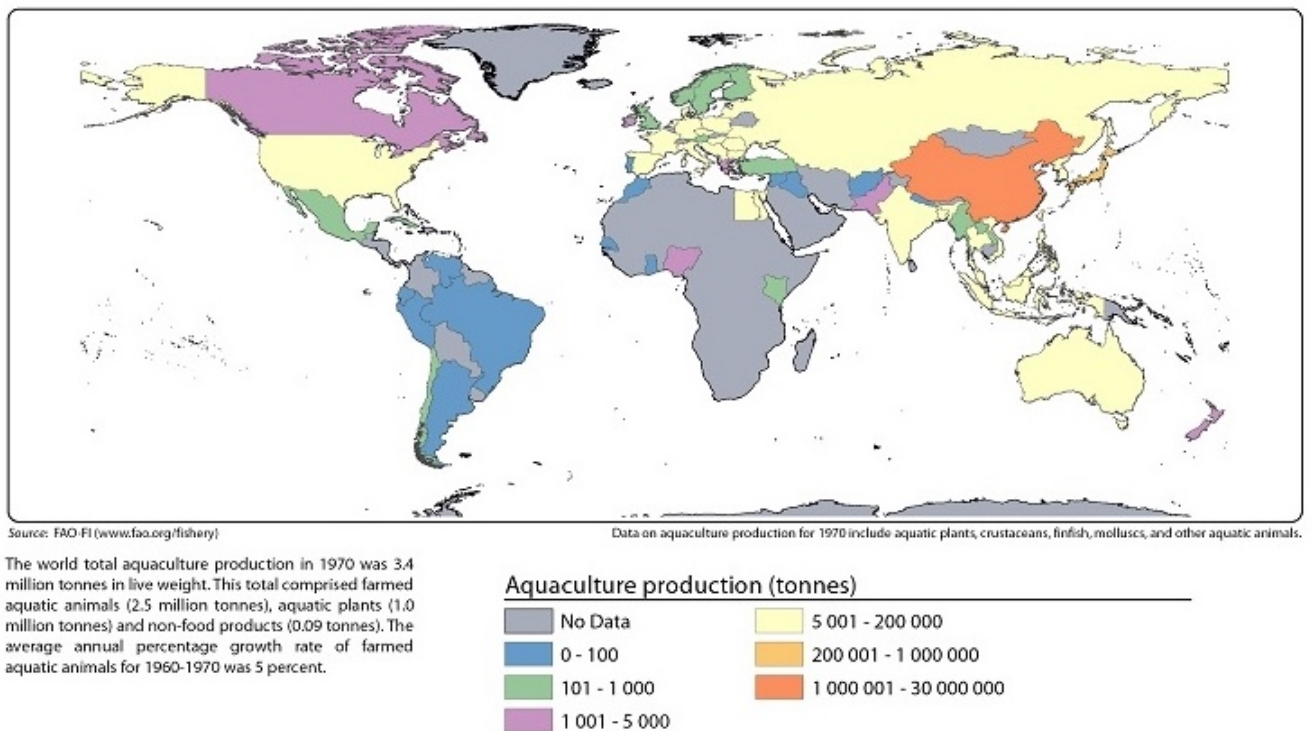 Source: FAO-FI (www.fao.org/fishery)
Data on aquaculture production for 1970 include aquatic plants, crustaceans, finfish, molluscs, and other aquatic animals.
The world total aquaculture production in 1970 was 3.4
million tonnes in live weight. This total comprised farmed
aquatic animals (2.5 million tonnes), aquatic plants (1.0
million tonnes) and non-food products (0.09 tonnes). The
average annual percentage growth rate of farmed
aquatic animals for 1960-1970 was 5 percent.
Aquaculture production (tonnes)
No Data
0 - 100
101 - 1 000
1 001 - 5 000
5 001 - 200 000
200 001 - 1 000 000
1 000 001 - 30 000 000